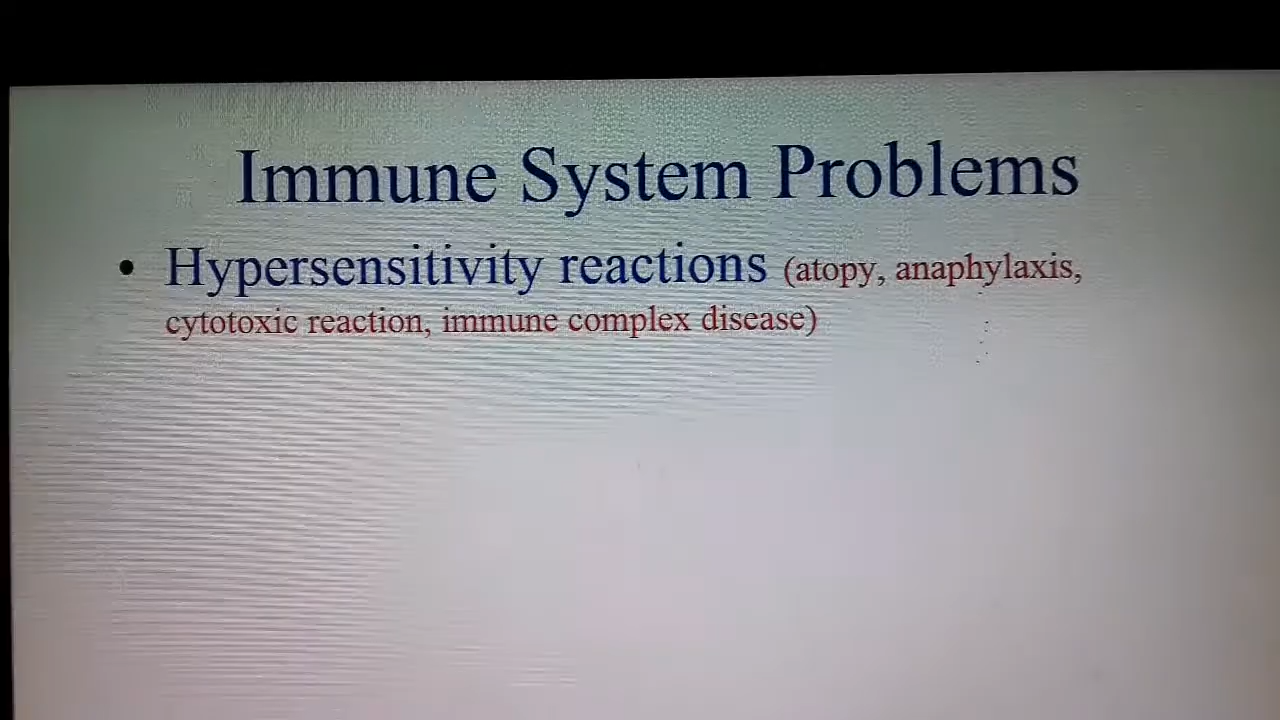 Immune System Problems
• Hypersensitivity reactions (atopy, anaphylaxis,
cytotoxic reaction, immune complex disease)